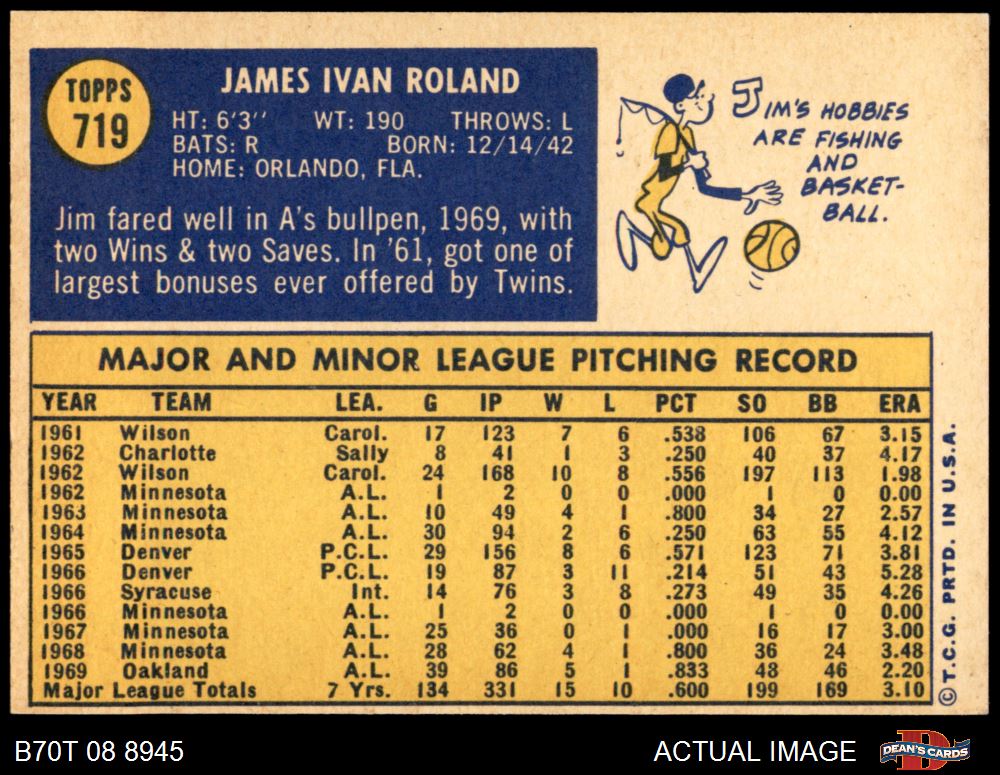 TOPPS
719
JAMES IVAN ROLAND
HT: 6'3'' WT: 190 THROWS: L
BATS: R BORN: 12/14/42
HOME: ORLANDO, FLA.
Jim fared well in A's bullpen, 1969, with
two Wins & two Saves. In '61, got one of
largest bonuses ever offered by Twins.
JIM'S HOBBIES
ARE FISHING
AND
BASKET-
BALL.
MAJOR AND MINOR LEAGUE PITCHING RECORD
YEAR TEAM LEA. G IP W L PCT SO BB ERA
1961 Wilson Carol. 17 123 7 6 .538 106 67 3.15
1962 Charlotte Sally 8 41 1 3 .250 40 37 4.17
1962 Wilson Carol. 24 168 10 8 .556 197 113 1.98
1962 Minnesota A.L. 1 2 0 0 .000 1 0 0.00
1963 Minnesota A.L. 10 49 4 1 .800 34 27 2.57
1964 Minnesota A.L. 30 94 2 6 .250 63 55 4.12
1965 Denver P.C.L. 29 156 8 6 .571 123 71 3.81
1966 Denver P.C.L. 19 87 3 11 .214 51 43 5.28
1966 Syracuse Int. 14 76 3 8 .273 49 35 4.26
1966 Minnesota A.L. 1 2 0 0 .000 1 0 0.00
1967 Minnesota A.L. 25 36 0 1 .000 16 17 3.00
1968 Minnesota A.L. 28 62 4 1 .800 36 24 3.48
1969 Oakland A.L. 39 86 5 1 .833 48 46 2.20
Major League Totals 7 Yrs. 134 331 15 10 .600 199 169 3.10
© T.C.G. PRTD. IN U.S.A.
B70T 08 8945 ACTUAL IMAGE
DEAN'S CARDS